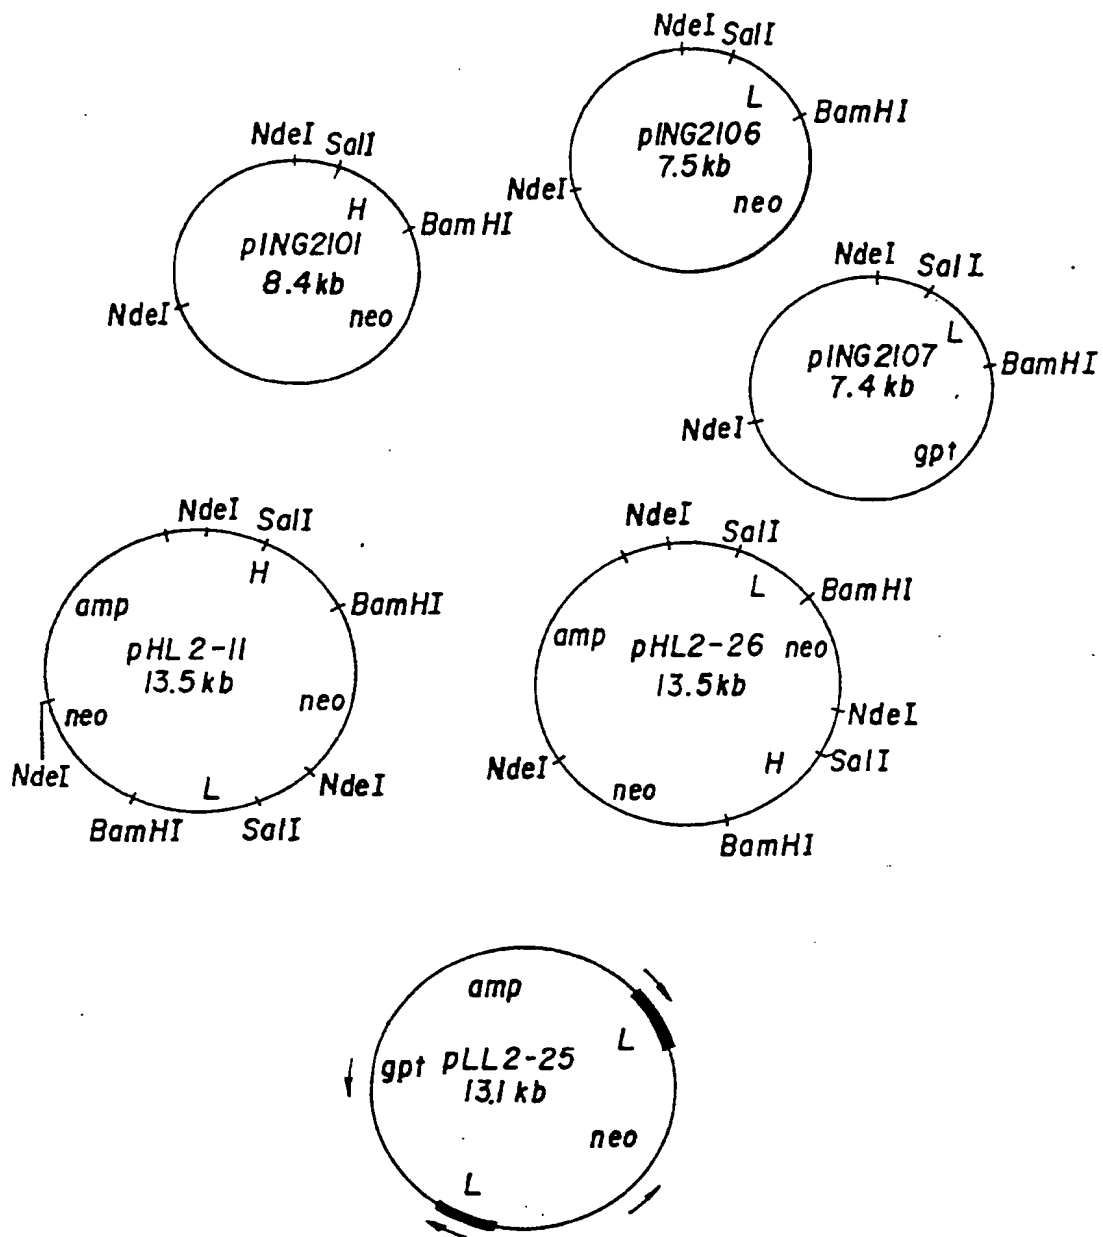 NdeI SalI
L
BamHI
pING2106
7.5kb
NdeI
neo
NdeI SalI
H
BamHI
pING2101
8.4kb
NdeI
neo
NdeI SalI
L
pING2107
7.4kb
BamHI
NdeI
gpt
NdeI SalI
H
BamHI
amp
pHL2-11
13.5kb
neo
neo
NdeI
NdeI
L
BamHI SalI
NdeI SalI
L
BamHI
amp
pHL2-26
neo
13.5kb
NdeI
NdeI
H
SalI
neo
BamHI
amp
L
gpt
pLL2-25
13.1kb
neo
L